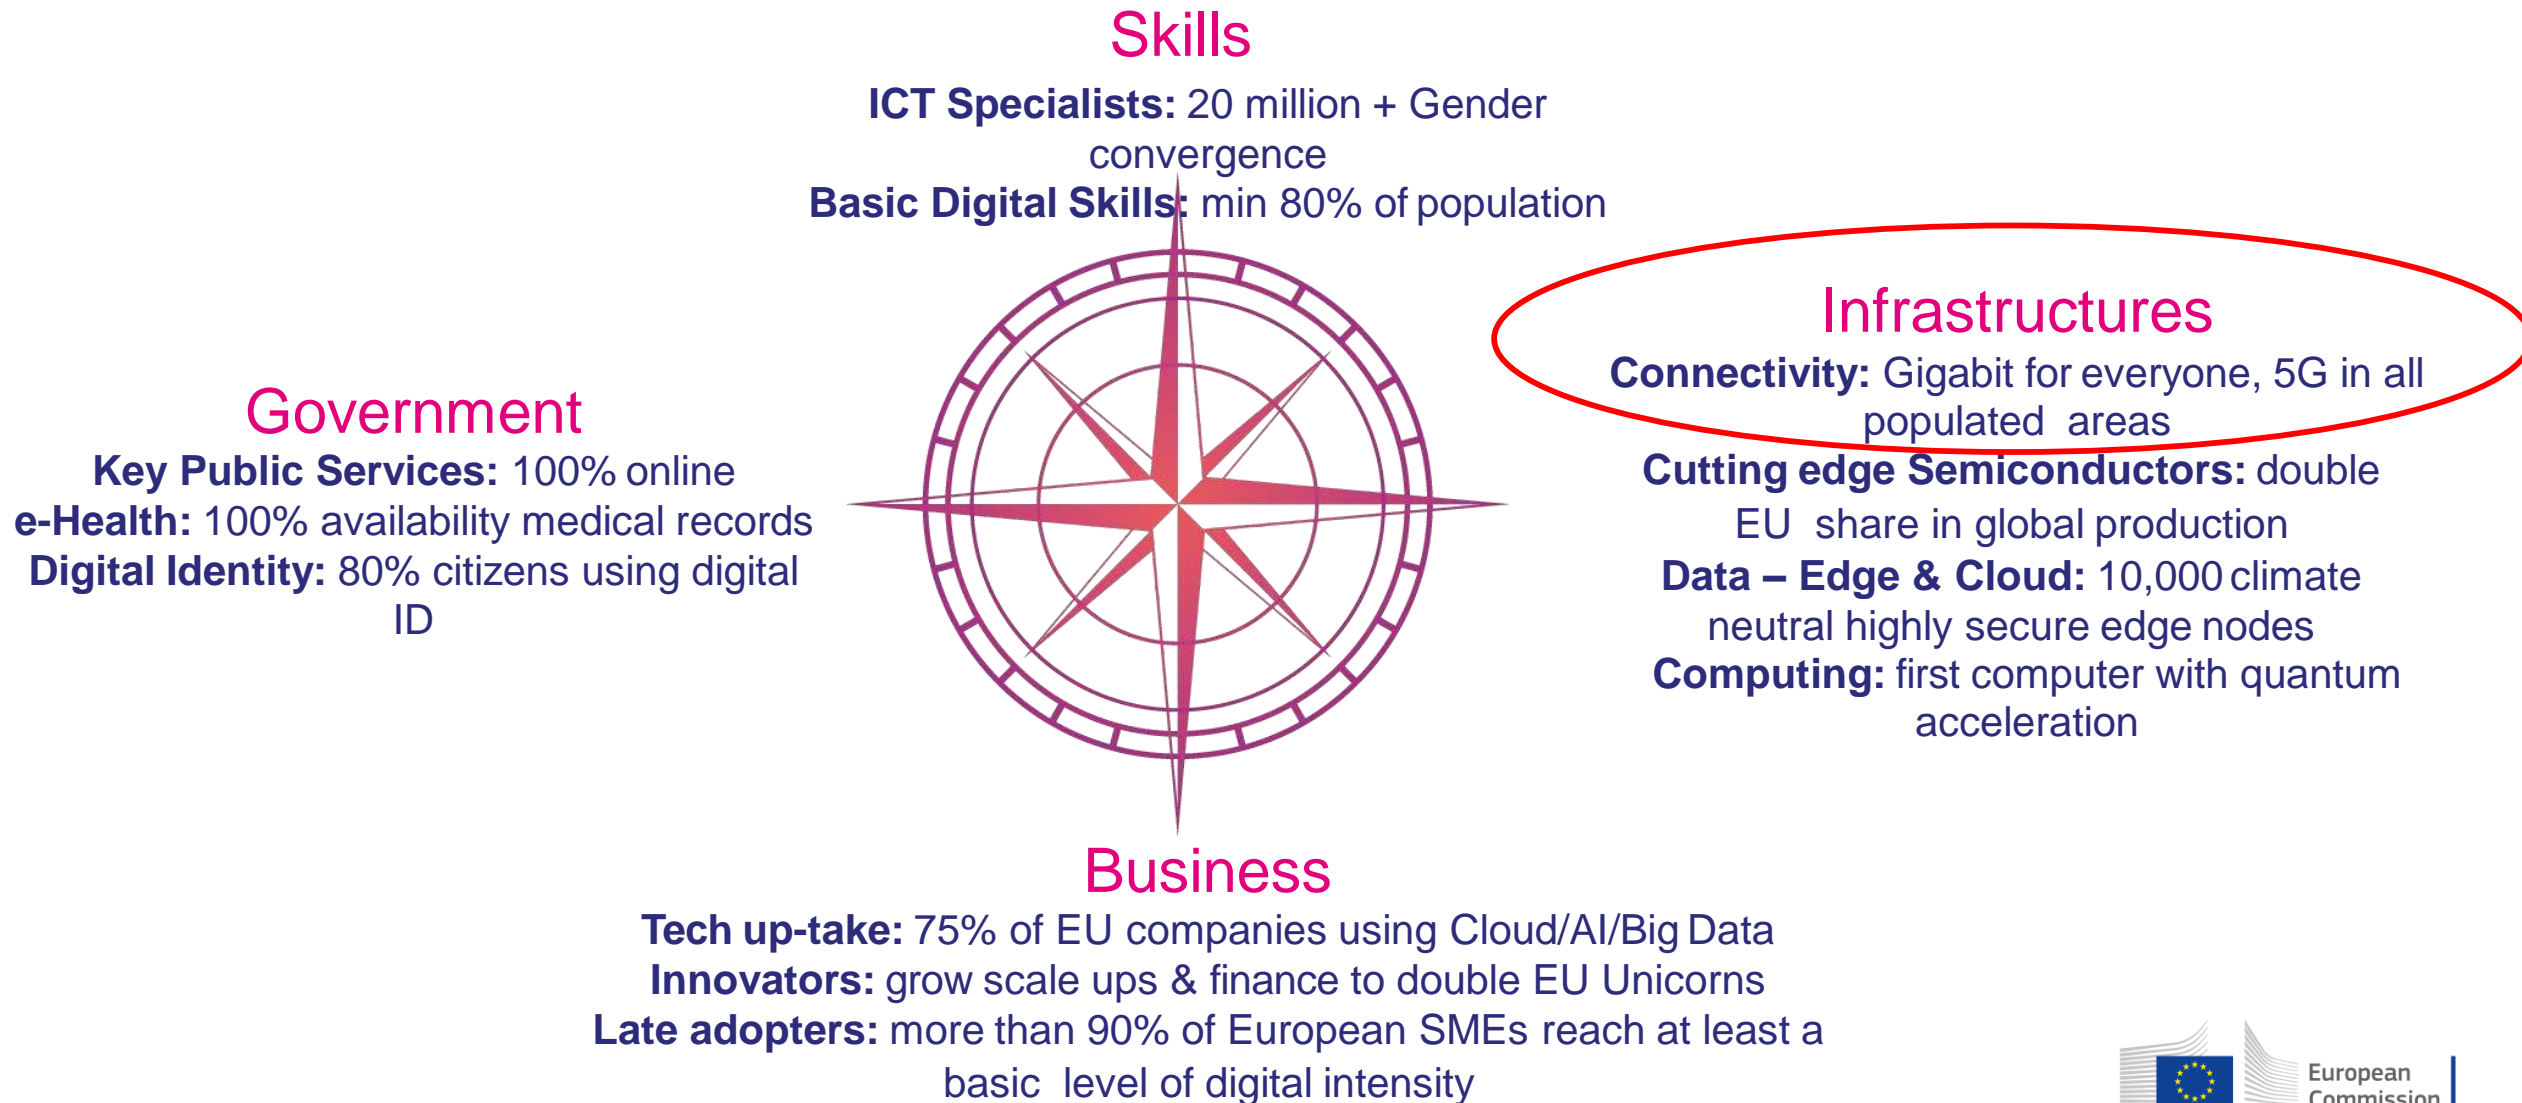 Skills
ICT Specialists: 20 million + Gender
convergence
Basic Digital Skills: min 80% of population
Infrastructures
Connectivity: Gigabit for everyone, 5G in all
populated areas
Cutting edge Semiconductors: double
EU share in global production
Data – Edge & Cloud: 10,000 climate
neutral highly secure edge nodes
Computing: first computer with quantum
acceleration
Government
Key Public Services: 100% online
e-Health: 100% availability medical records
Digital Identity: 80% citizens using digital
ID
Business
Tech up-take: 75% of EU companies using Cloud/AI/Big Data
Innovators: grow scale ups & finance to double EU Unicorns
Late adopters: more than 90% of European SMEs reach at least a
basic level of digital intensity
European
Commission